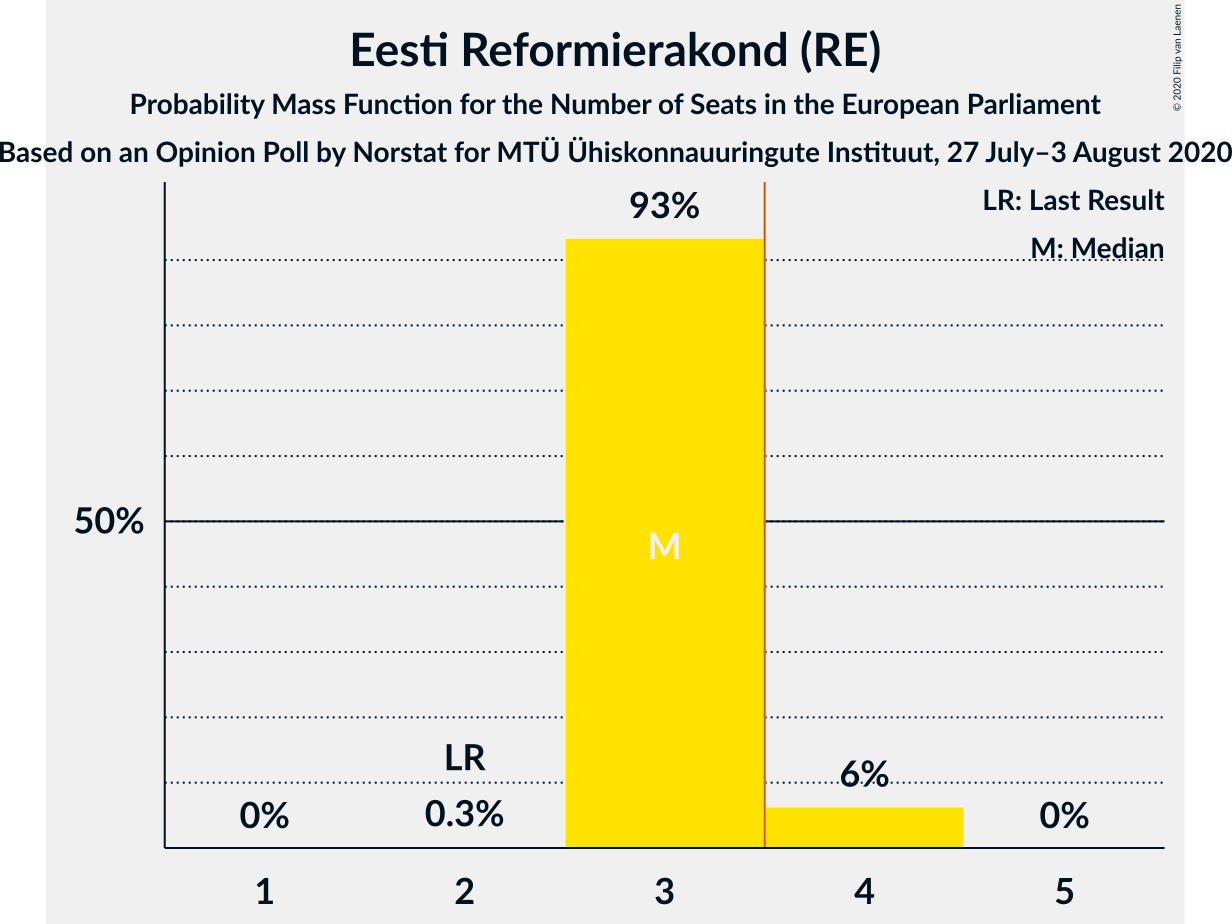 Eesti Reformierakond (RE)
Probability Mass Function for the Number of Seats in the European Parliament
Based on an Opinion Poll by Norstat for MTÜ Ühiskonnauuringute Instituut, 27 July–3 August 2020
© 2020 Filip van Laenen
LR: Last Result
M: Median
93%
50%
M
LR
6%
0%
0.3%
0%
1 2 3 4 5